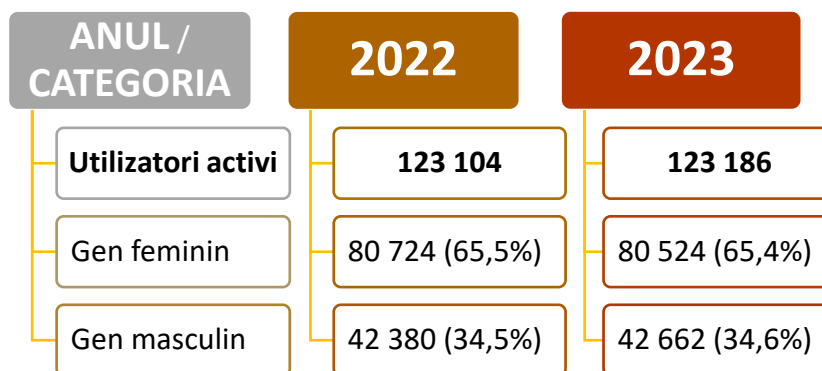 ANUL /
CATEGORIA
2022
2023
Utilizatori activi
123 104
123 186
Gen feminin
80 724 (65,5%)
80 524 (65,4%)
Gen masculin
42 380 (34,5%)
42 662 (34,6%)